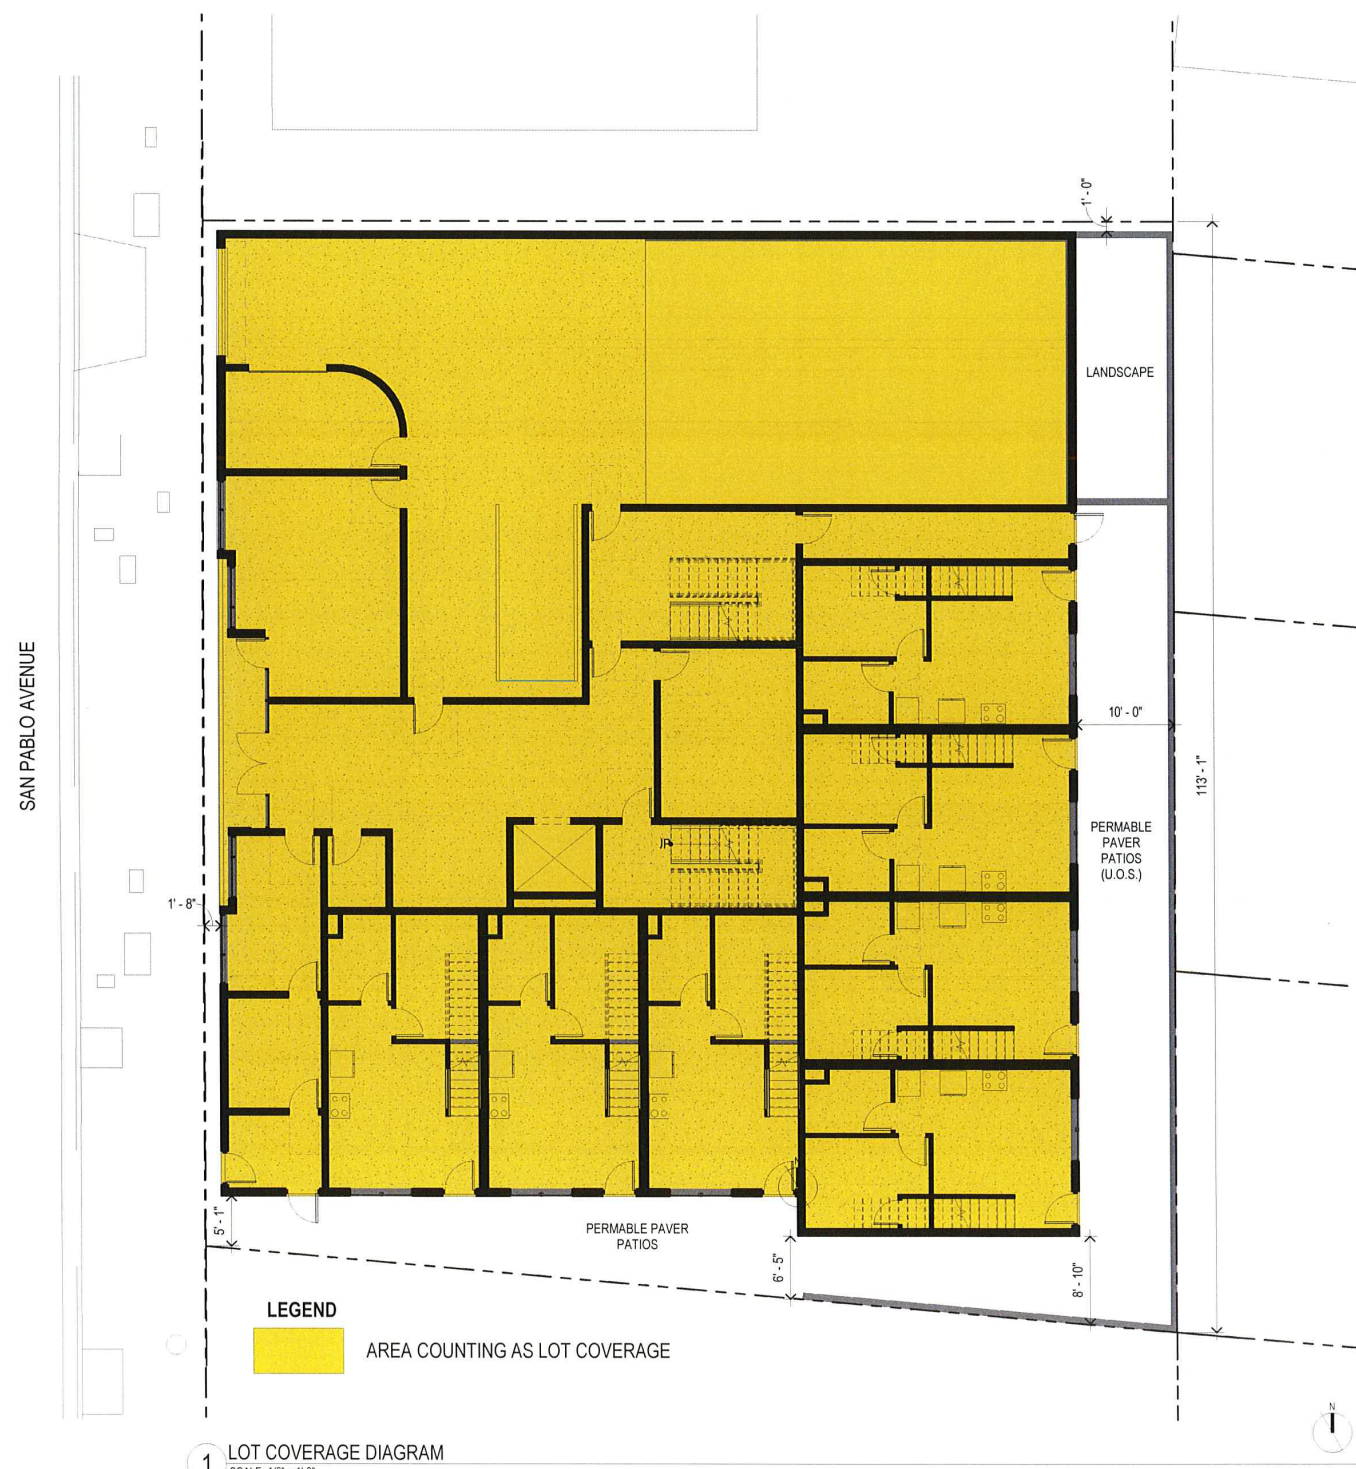 1' - 0"
LANDSCAPE
SAN PABLO AVENUE
10' - 0"
113' - 1"
PERMABLE
PAVER
PATIOS
(U.O.S.)
JP
1' - 8"
5' - 1"
PERMABLE PAVER
PATIOS
6' - 5"
8' - 10"
LEGEND
AREA COUNTING AS LOT COVERAGE
N
1
LOT COVERAGE DIAGRAM